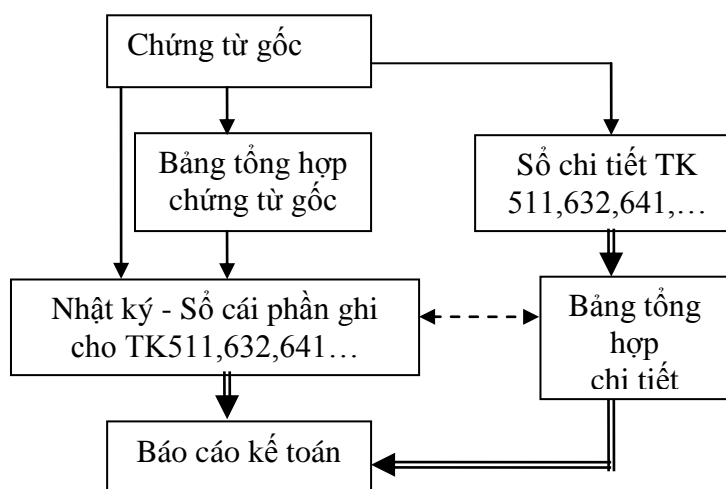 Chứng từ gốc
Bảng tổng hợp
chứng từ gốc
Sổ chi tiết TK
511,632,641,…
Nhật ký - Sổ cái phần ghi
cho TK511,632,641…
Bảng tổng
hợp
chi tiết
Báo cáo kế toán